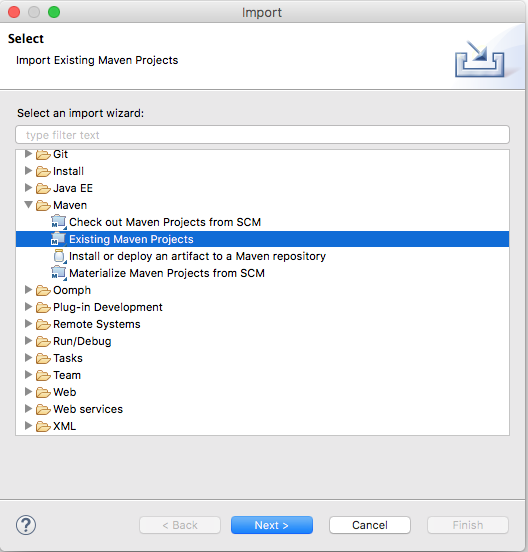 Import
Select
Import Existing Maven Projects
Select an import wizard:
type filter text
Git
Install
Java EE
Maven
Check out Maven Projects from SCM
Existing Maven Projects
Install or deploy an artifact to a Maven repository
Materialize Maven Projects from SCM
Oomph
Plug-in Development
Remote Systems
Run/Debug
Tasks
Team
Web
Web services
XML
? < Back Next > Cancel Finish